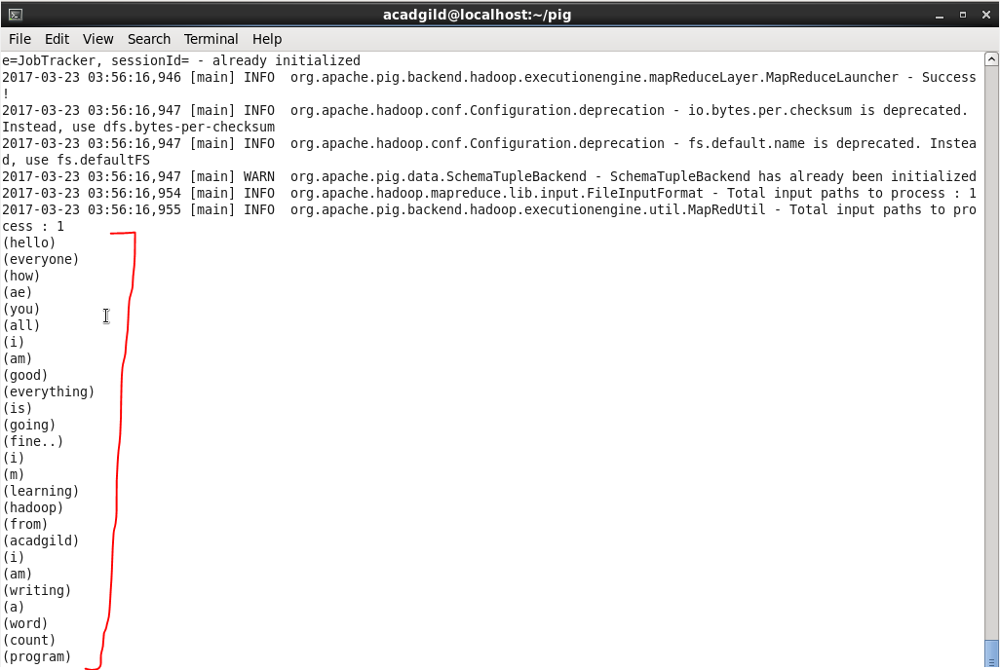 acadgild@localhost:~/pig
File Edit View Search Terminal Help
e=JobTracker, sessionId= - already initialized
2017-03-23 03:56:16,946 [main] INFO  org.apache.pig.backend.hadoop.executionengine.mapReduceLayer.MapReduceLauncher - Success
!
2017-03-23 03:56:16,947 [main] INFO  org.apache.hadoop.conf.Configuration.deprecation - io.bytes.per.checksum is deprecated.
Instead, use dfs.bytes-per-checksum
2017-03-23 03:56:16,947 [main] INFO  org.apache.hadoop.conf.Configuration.deprecation - fs.default.name is deprecated. Instea
d, use fs.defaultFS
2017-03-23 03:56:16,947 [main] WARN  org.apache.pig.data.SchemaTupleBackend - SchemaTupleBackend has already been initialized
2017-03-23 03:56:16,954 [main] INFO  org.apache.hadoop.mapreduce.lib.input.FileInputFormat - Total input paths to process : 1
2017-03-23 03:56:16,955 [main] INFO  org.apache.pig.backend.hadoop.executionengine.util.MapRedUtil - Total input paths to pro
cess : 1
(hello)
(everyone)
(how)
(ae)
(you)
(all)
(i)
(am)
(good)
(everything)
(is)
(going)
(fine..)
(i)
(m)
(learning)
(hadoop)
(from)
(acadgild)
(i)
(am)
(writing)
(a)
(word)
(count)
(program)